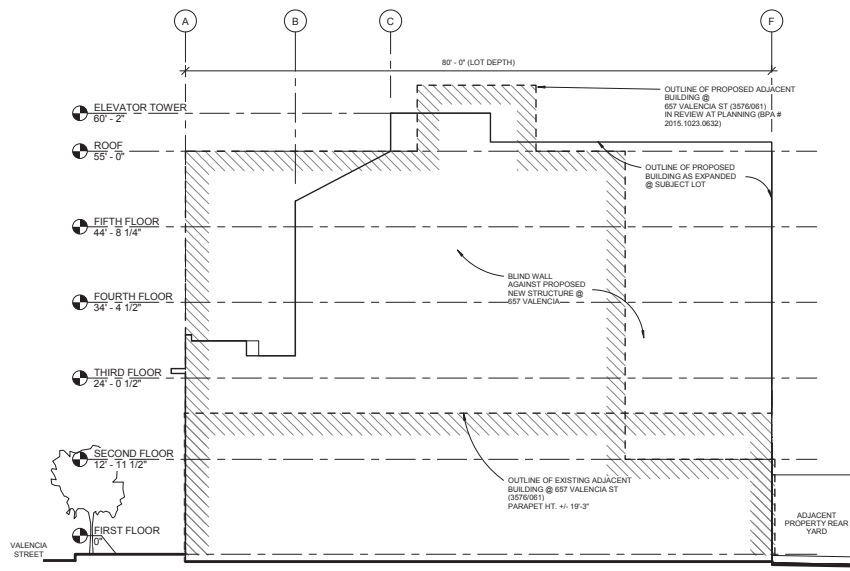 A
B
C
F
80' - 0" (LOT DEPTH)
OUTLINE OF PROPOSED ADJACENT
BUILDING @
657 VALENCIA ST (3576/061)
IN REVIEW AT PLANNING (BPA #
2015.1023.0632)
ELEVATOR TOWER
60' - 2"
ROOF
55' - 0"
OUTLINE OF PROPOSED
BUILDING AS EXPANDED
@ SUBJECT LOT
FIFTH FLOOR
44' - 8 1/4"
BLIND WALL
AGAINST PROPOSED
NEW STRUCTURE @
657 VALENCIA
FOURTH FLOOR
34' - 4 1/2"
THIRD FLOOR
24' - 0 1/2"
SECOND FLOOR
12' - 11 1/2"
OUTLINE OF EXISTING ADJACENT
BUILDING @ 657 VALENCIA ST
(3576/061)
PARAPET HT. +/- 19'-3"
FIRST FLOOR
0"
VALENCIA
STREET
ADJACENT
PROPERTY REAR
YARD